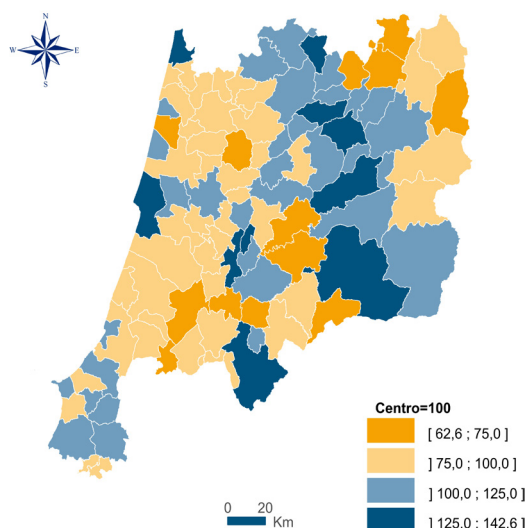 N
W E
S
Centro=100
[ 62,6 ; 75,0 ]
] 75,0 ; 100,0 ]
] 100,0 ; 125,0 ]
] 125,0 ; 142,6 ]
0 20
Km